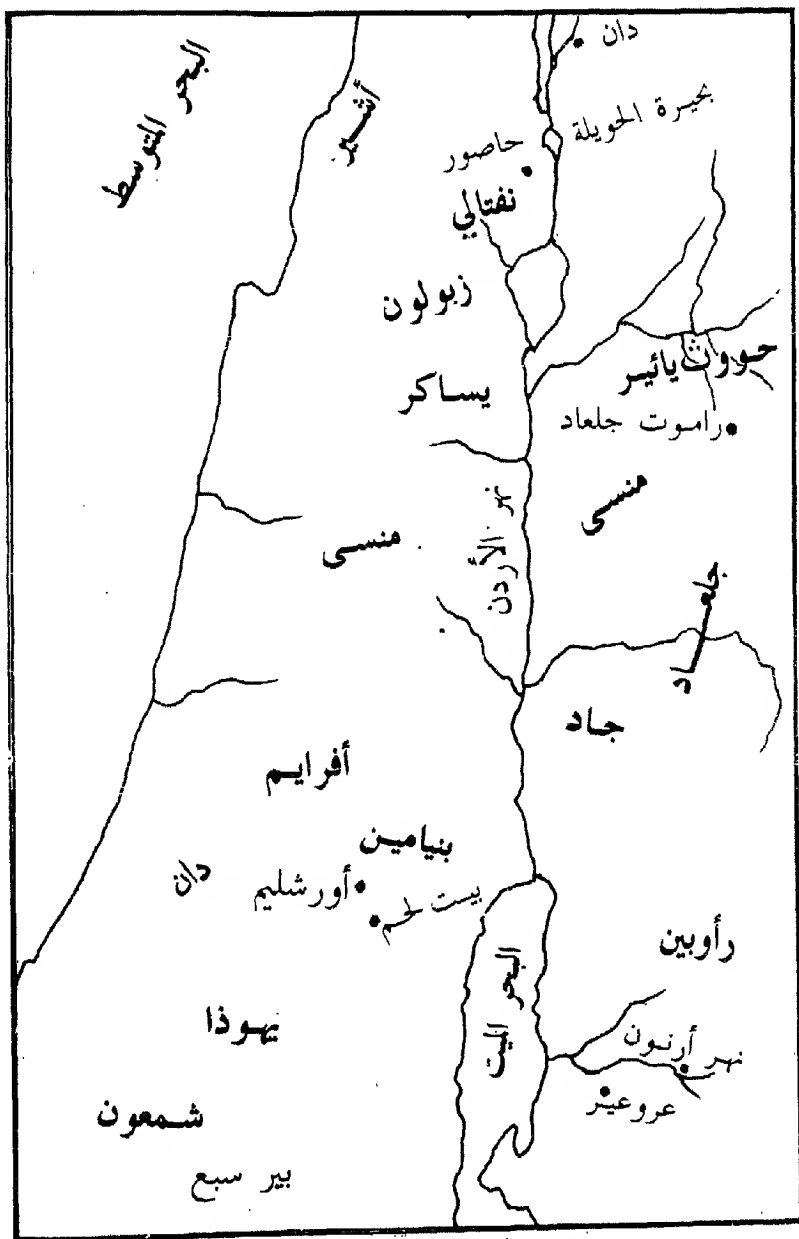 دان
البحر المتوسط
أشير
بحيرة الحويلة
حاصور
نفتالي
زبولون
حووث يائير
يساكر
راموت جلعاد
منسى
نهر الأردن
منسى
جلعاد
جاد
أفرايم
بنيامين
دان
أورشليم
بيت لحم
رأوبين
البحر الميت
يهوذا
نهر أرنون
عروعير
شمعون
بير سبع